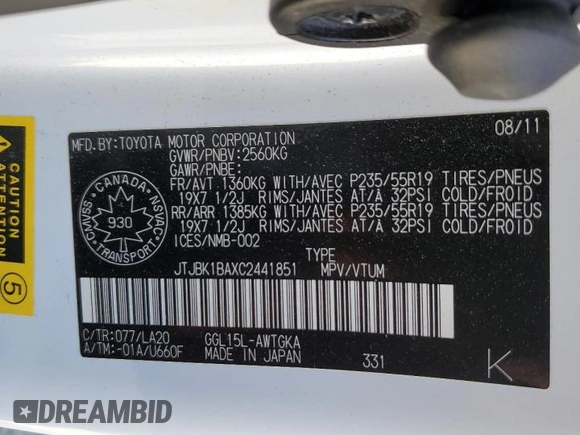 08/11
MFD.BY:TOYOTA MOTOR CORPORATION
GVWR/PNBV:2560KG
GAWR/PNBE:
FR/AVT 1360KG WITH/AVEC P235/55R19 TIRES/PNEUS
19X7 1/2J RIMS/JANTES AT/A 32PSI COLD/FROID
RR/ARR 1385KG WITH/AVEC P235/55R19 TIRES/PNEUS
19X7 1/2J RIMS/JANTES AT/A 32PSI COLD/FROID
ICES/NMB-002
TYPE
JTJBK1BAXC2441851 MPV/VTUM
CANADA
CMVSS
930
NSVAC
TRANSPORT
C/TR:077/LA20 GGL15L-AWTGKA
A/TM:-01A/U660F MADE IN JAPAN 331 K
CAUTION
ATTENTION
5
DREAMBID